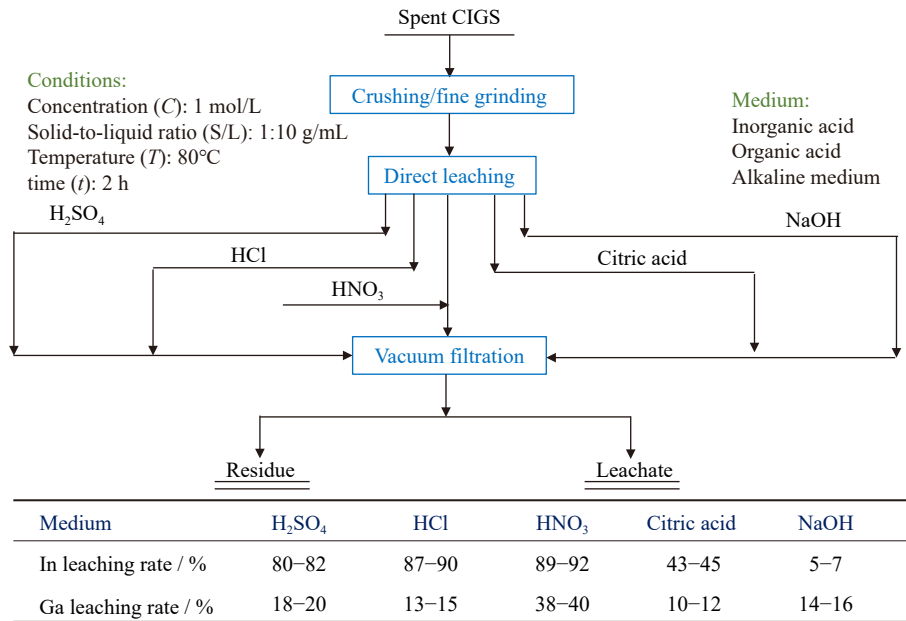 Spent CIGS
Crushing/fine grinding
Conditions:
Concentration (C): 1 mol/L
Solid-to-liquid ratio (S/L): 1:10 g/mL
Temperature (T): 80°C
time (t): 2 h
Medium:
Inorganic acid
Organic acid
Alkaline medium
Direct leaching
H₂SO₄
NaOH
HCl
Citric acid
HNO₃
Vacuum filtration
Residue
Leachate
Medium H₂SO₄ HCl HNO₃ Citric acid NaOH
In leaching rate / % 80−82 87−90 89−92 43−45 5−7
Ga leaching rate / % 18−20 13−15 38−40 10−12 14−16